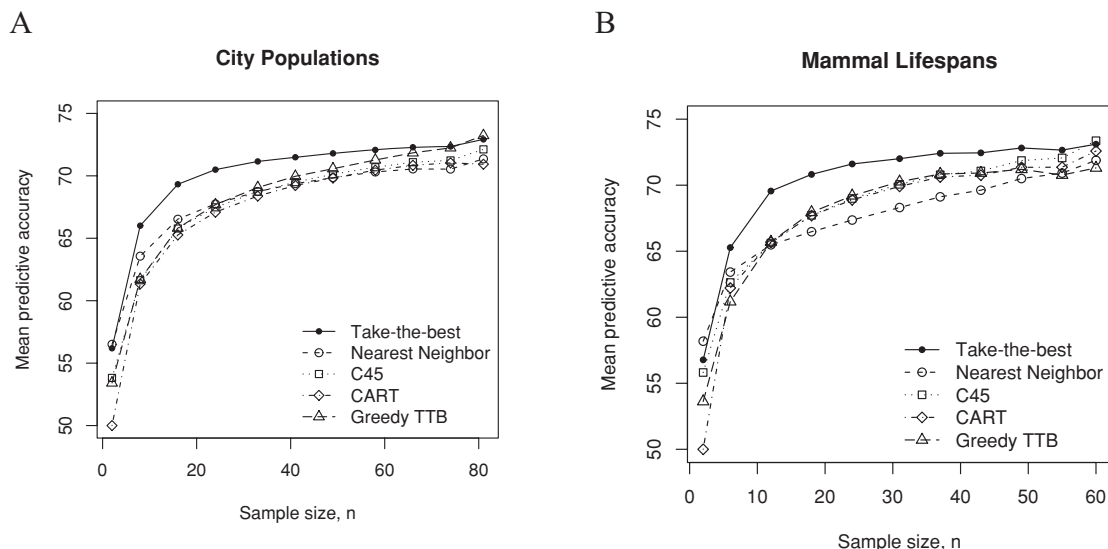 A
City Populations
Mean predictive accuracy
75
70
65
60
55
50
Take-the-best
Nearest Neighbor
C45
CART
Greedy TTB
0 20 40 60 80
Sample size, n
B
Mammal Lifespans
Mean predictive accuracy
75
70
65
60
55
50
Take-the-best
Nearest Neighbor
C45
CART
Greedy TTB
0 10 20 30 40 50 60
Sample size, n